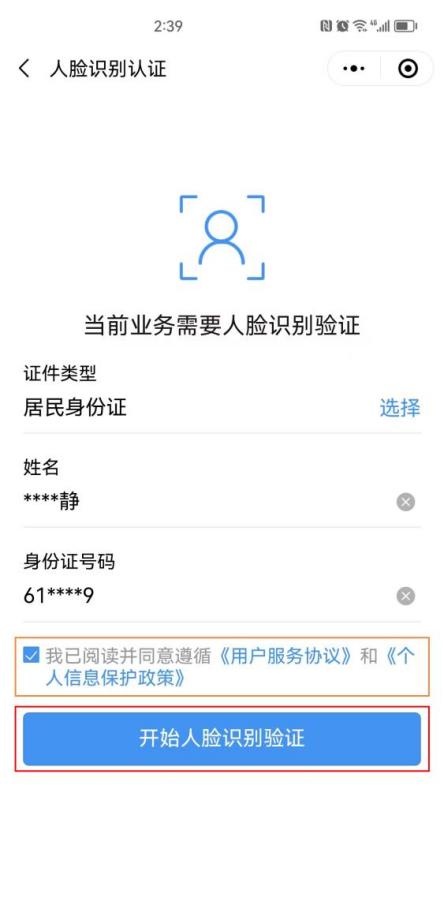 2:39
人脸识别认证
当前业务需要人脸识别验证
证件类型
居民身份证 选择
姓名
****静
身份证号码
61****9
我已阅读并同意遵循《用户服务协议》和《个
人信息保护政策》
开始人脸识别验证